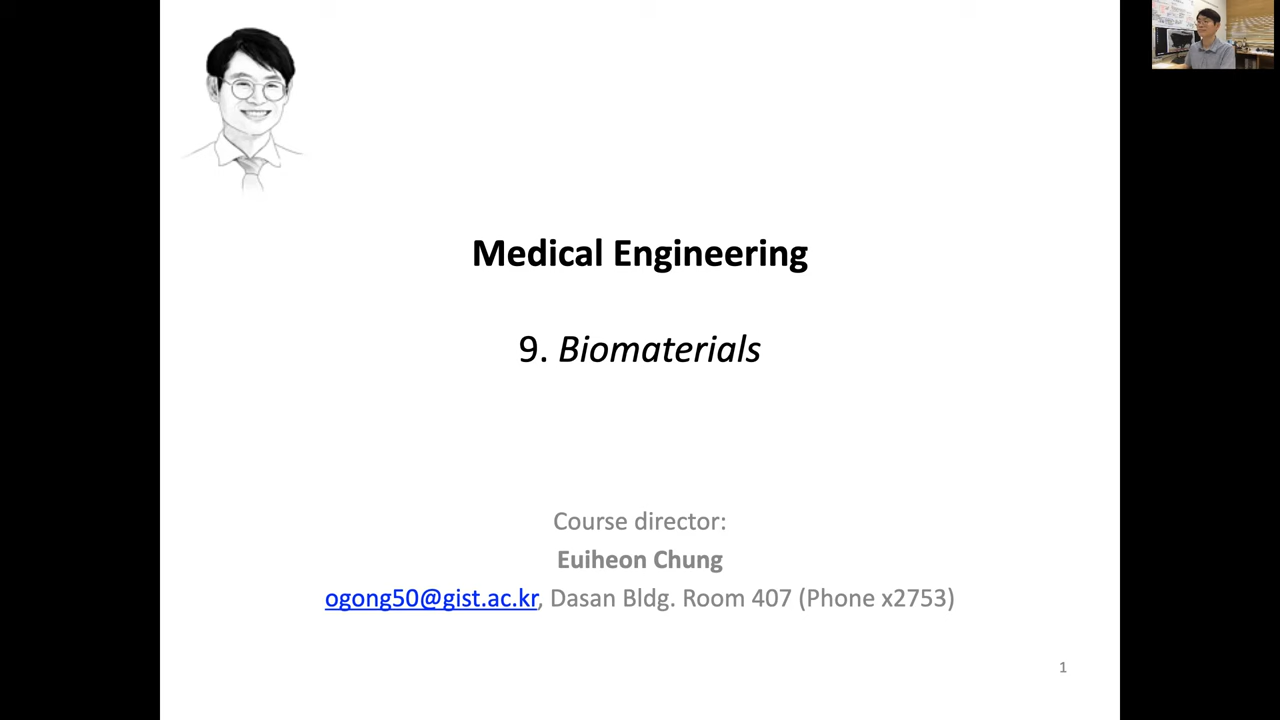 Medical Engineering
9. Biomaterials
Course director:
Euiheon Chung
ogong50@gist.ac.kr, Dasan Bldg. Room 407 (Phone x2753)
1